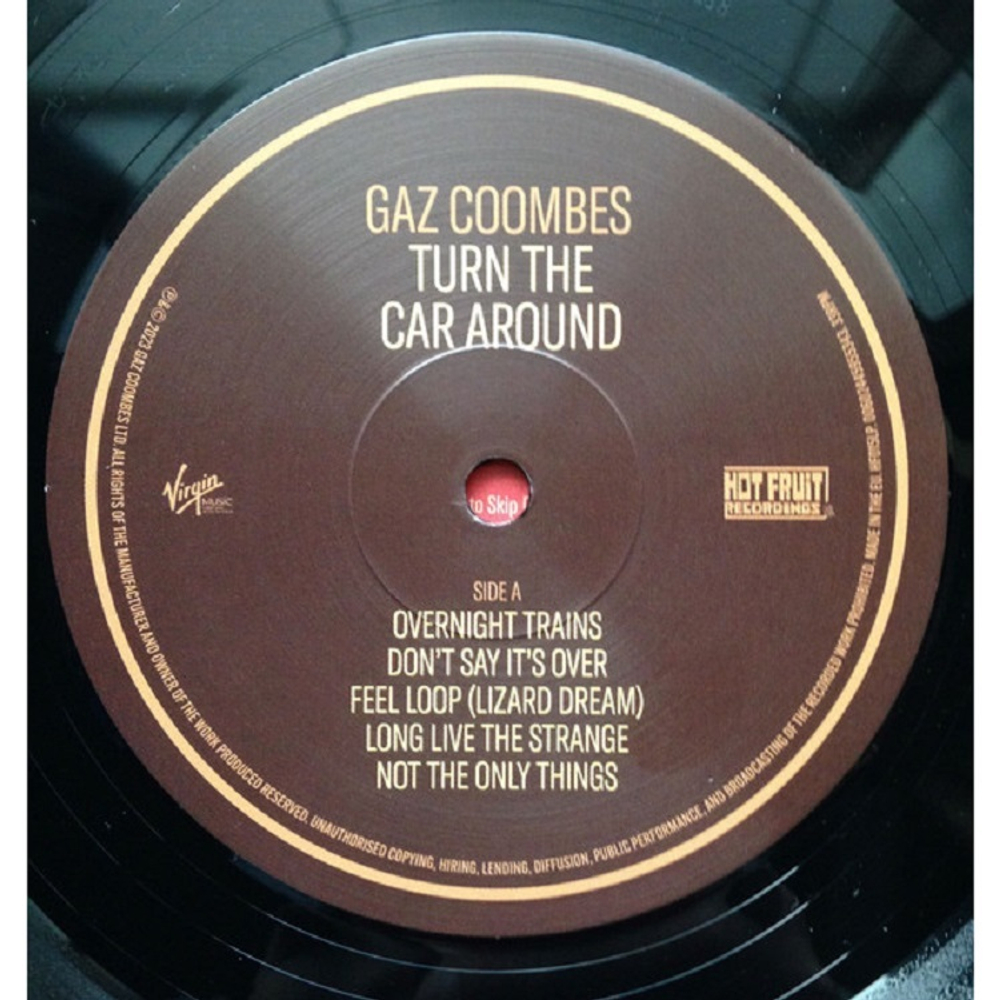 GAZ COOMBES
TURN THE
CAR AROUND
Virgin
MUSIC
HOT FRUIT
RECORDINGS
to Skip
SIDE A
OVERNIGHT TRAINS
DON'T SAY IT'S OVER
FEEL LOOP (LIZARD DREAM)
LONG LIVE THE STRANGE
NOT THE ONLY THINGS
℗ & © 2023 GAZ COOMBES LTD. ALL RIGHTS OF THE MANUFACTURER AND OWNER OF THE WORK PRODUCED RESERVED. UNAUTHORISED COPYING, HIRING, LENDING, DIFFUSION, PUBLIC PERFORMANCE, AND BROADCASTING OF THE RECORDED WORK PROHIBITED. MADE IN THE EU.